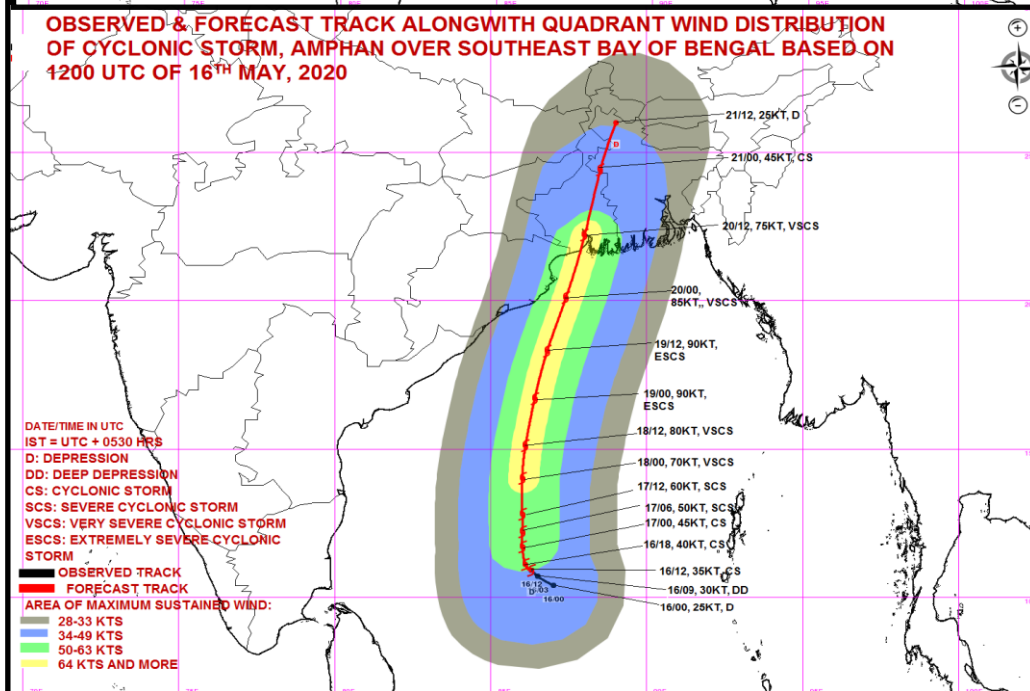 OBSERVED & FORECAST TRACK ALONGWITH QUADRANT WIND DISTRIBUTION
OF CYCLONIC STORM, AMPHAN OVER SOUTHEAST BAY OF BENGAL BASED ON
1200 UTC OF 16TH MAY, 2020
21/12, 25KT, D
D
21/00, 45KT, CS
20/12, 75KT, VSCS
20/00,
85KT,, VSCS
19/12, 90KT,
ESCS
19/00, 90KT,
ESCS
18/12, 80KT, VSCS
18/00, 70KT, VSCS
17/12, 60KT, SCS
17/06, 50KT, SCS
17/00, 45KT, CS
16/18, 40KT, CS
16/12, 35KT, CS
16/09, 30KT, DD
16/00, 25KT, D
16/12
D
16/00
DATE/TIME IN UTC
IST = UTC + 0530 HRS
D: DEPRESSION
DD: DEEP DEPRESSION
CS: CYCLONIC STORM
SCS: SEVERE CYCLONIC STORM
VSCS: VERY SEVERE CYCLONIC STORM
ESCS: EXTREMELY SEVERE CYCLONIC
STORM
OBSERVED TRACK
FORECAST TRACK
AREA OF MAXIMUM SUSTAINED WIND:
28-33 KTS
34-49 KTS
50-63 KTS
64 KTS AND MORE